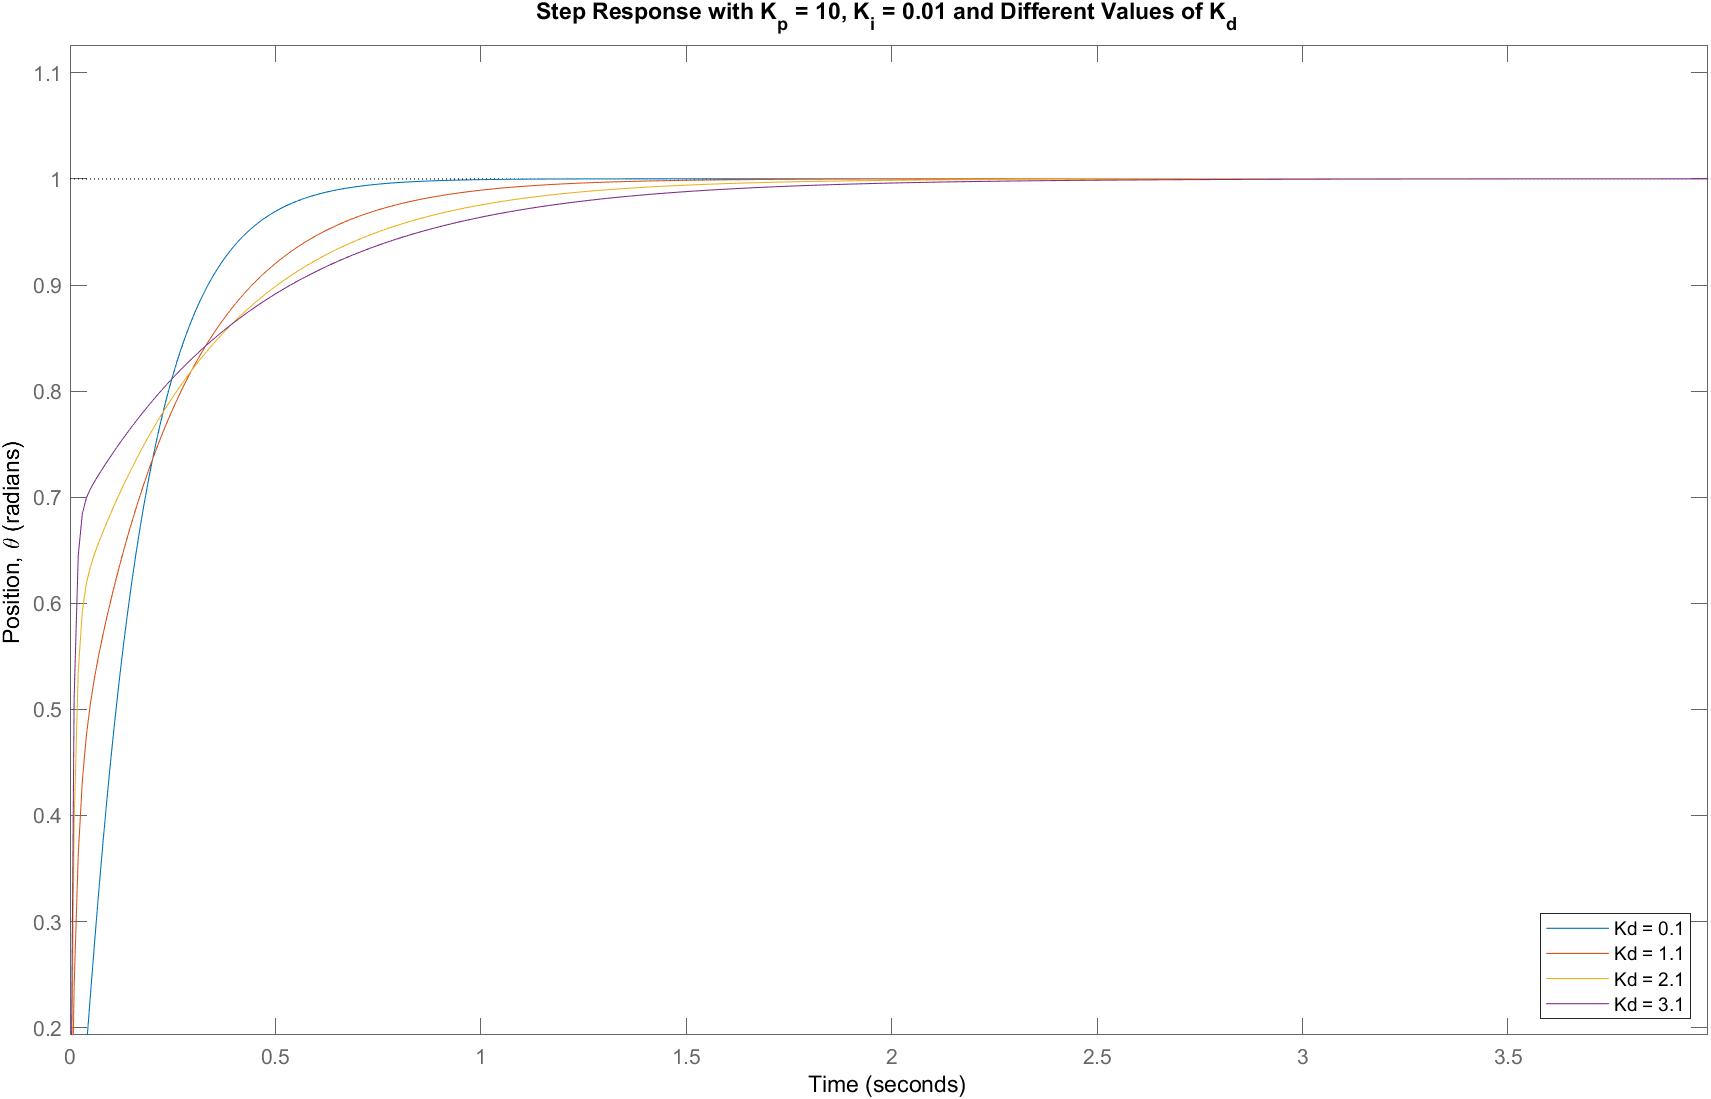 Step Response with Kp = 10, Ki = 0.01 and Different Values of Kd
1.1
1
0.9
0.8
0.7
0.6
0.5
0.4
0.3
0.2
Position, θ (radians)
0 0.5 1 1.5 2 2.5 3 3.5
Time (seconds)
Kd = 0.1
Kd = 1.1
Kd = 2.1
Kd = 3.1